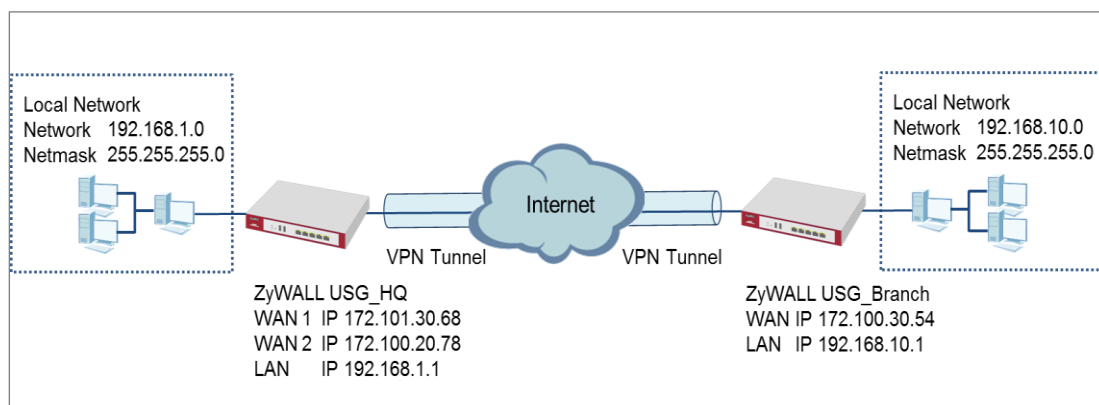 Local Network
Network 192.168.1.0
Netmask 255.255.255.0
Local Network
Network 192.168.10.0
Netmask 255.255.255.0
Internet
VPN Tunnel
VPN Tunnel
ZyWALL USG_HQ
WAN 1 IP 172.101.30.68
WAN 2 IP 172.100.20.78
LAN IP 192.168.1.1
ZyWALL USG_Branch
WAN IP 172.100.30.54
LAN IP 192.168.10.1